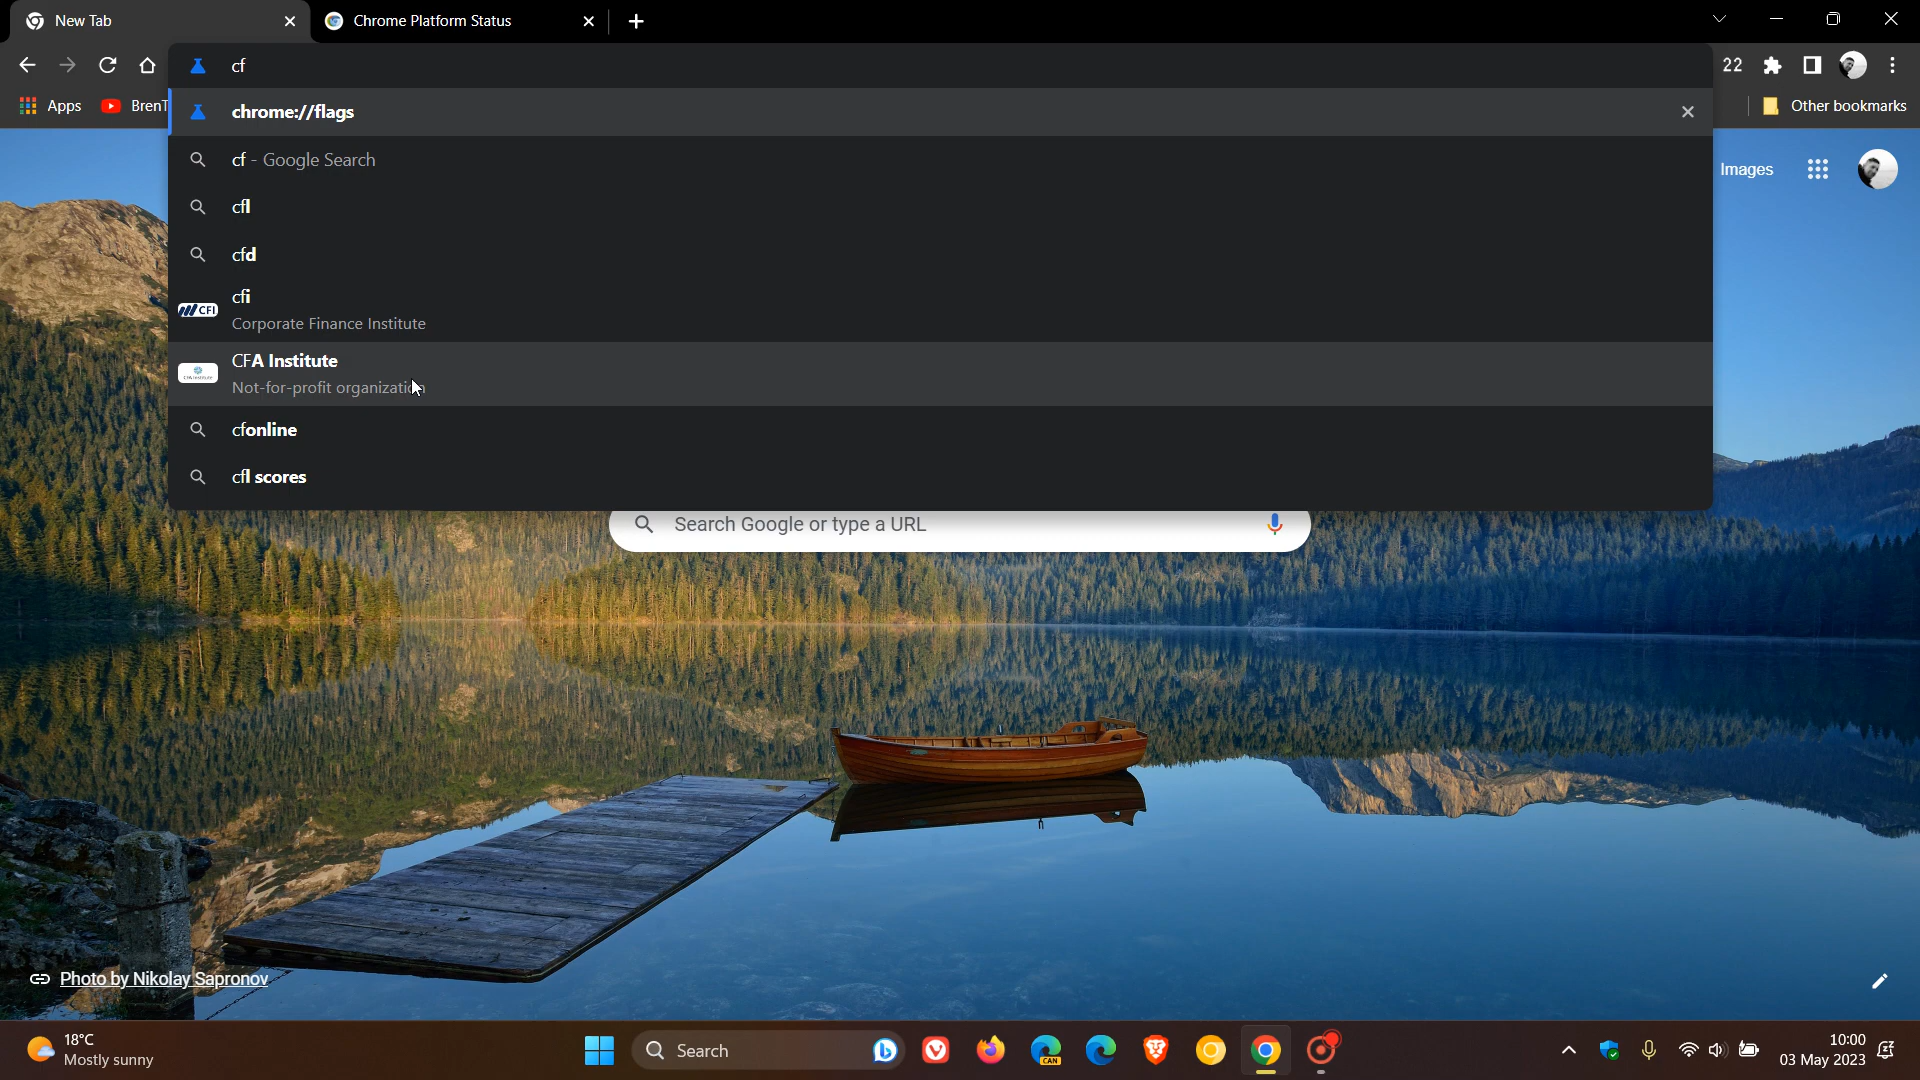 New Tab
Chrome Platform Status
cf
22
Apps
BrenT
Other bookmarks
chrome://flags
cf - Google Search
cfl
cfd
cfi
CFI
Corporate Finance Institute
CFA Institute
Not-for-profit organization
cfonline
cfl scores
Images
Search Google or type a URL
Photo by Nikolay Sapronov
18°C
Mostly sunny
Search
CAN
10:00
03 May 2023